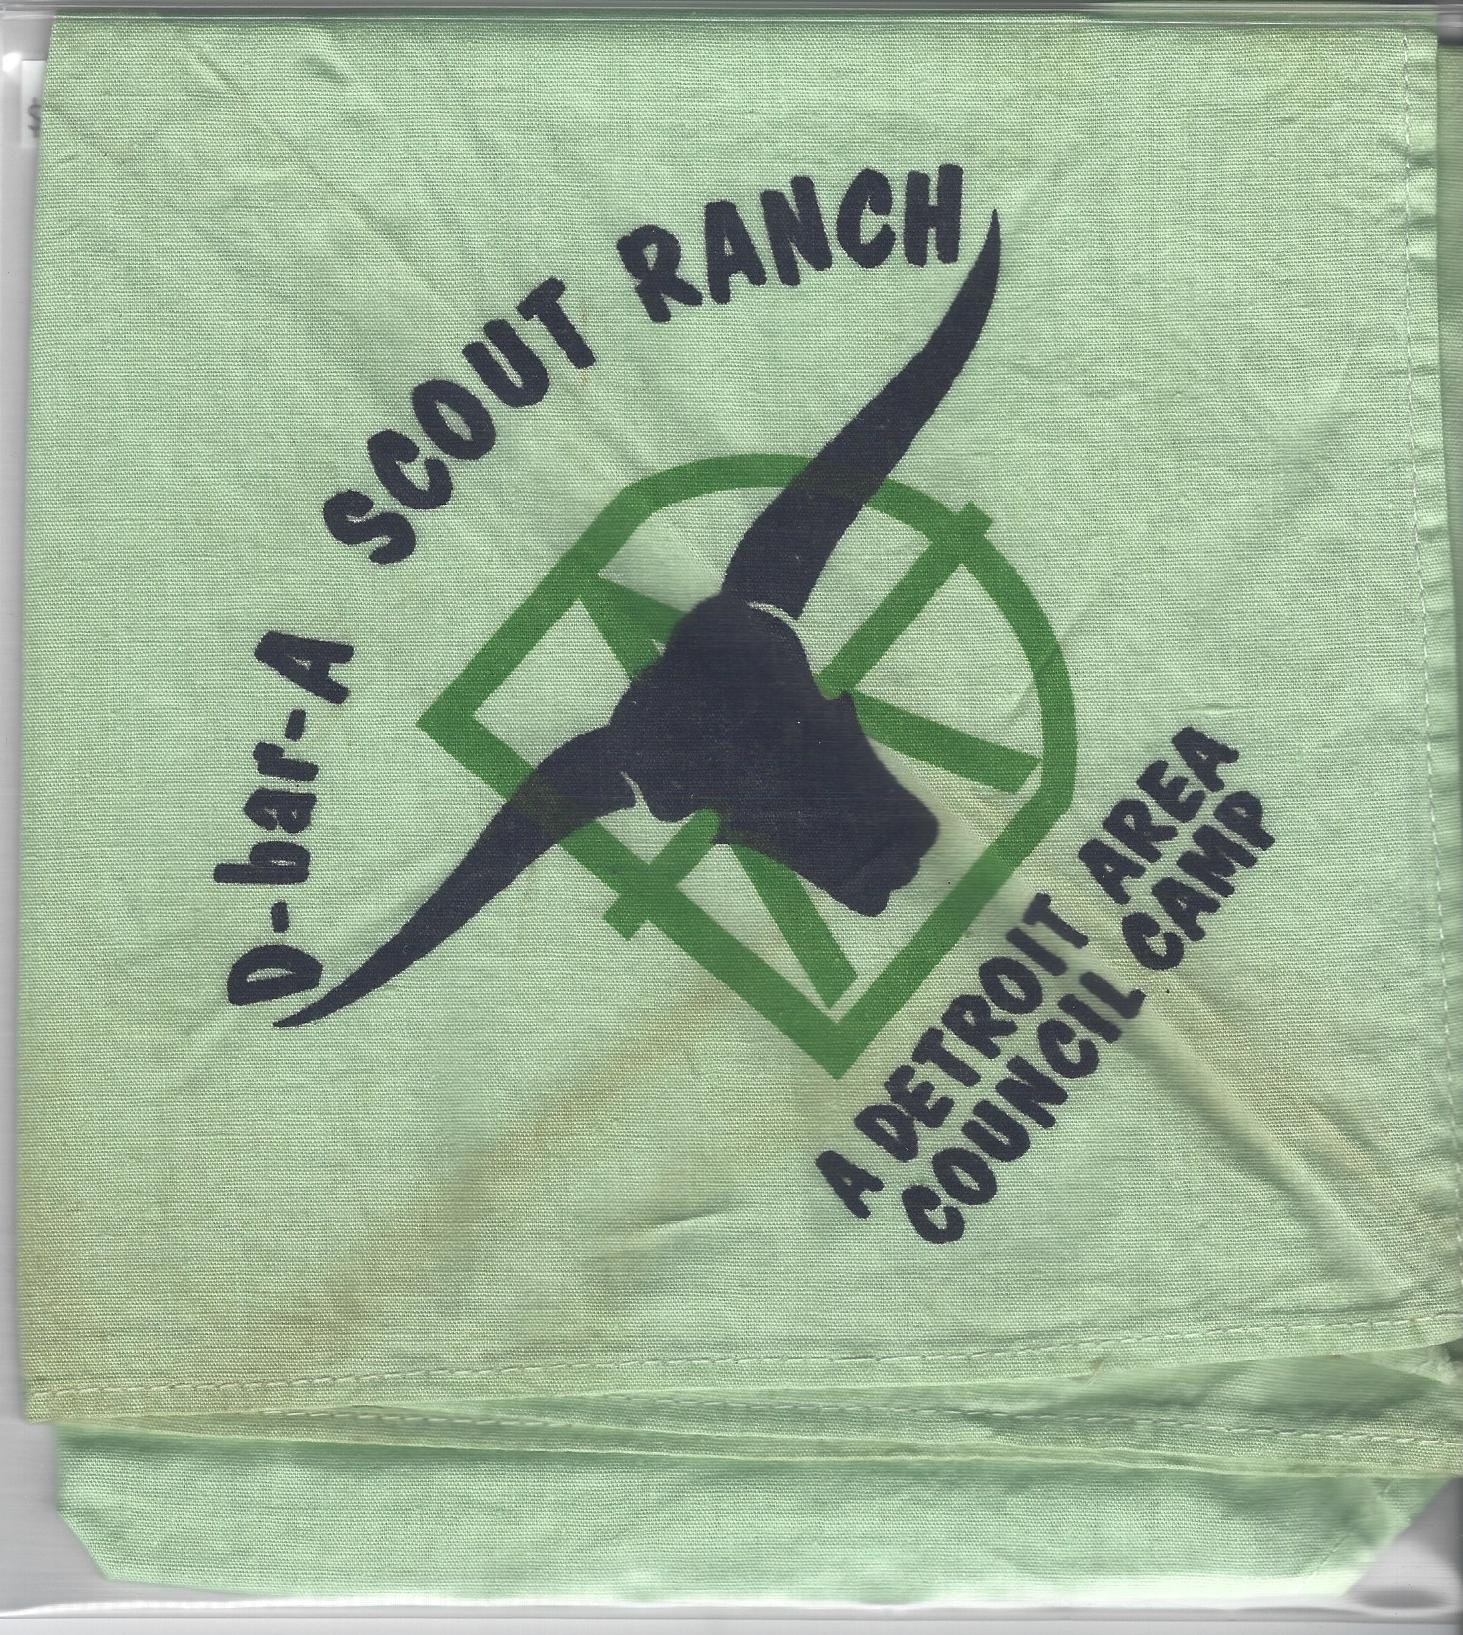 D-bar-A SCOUT RANCH
A DETROIT AREA
COUNCIL CAMP
$